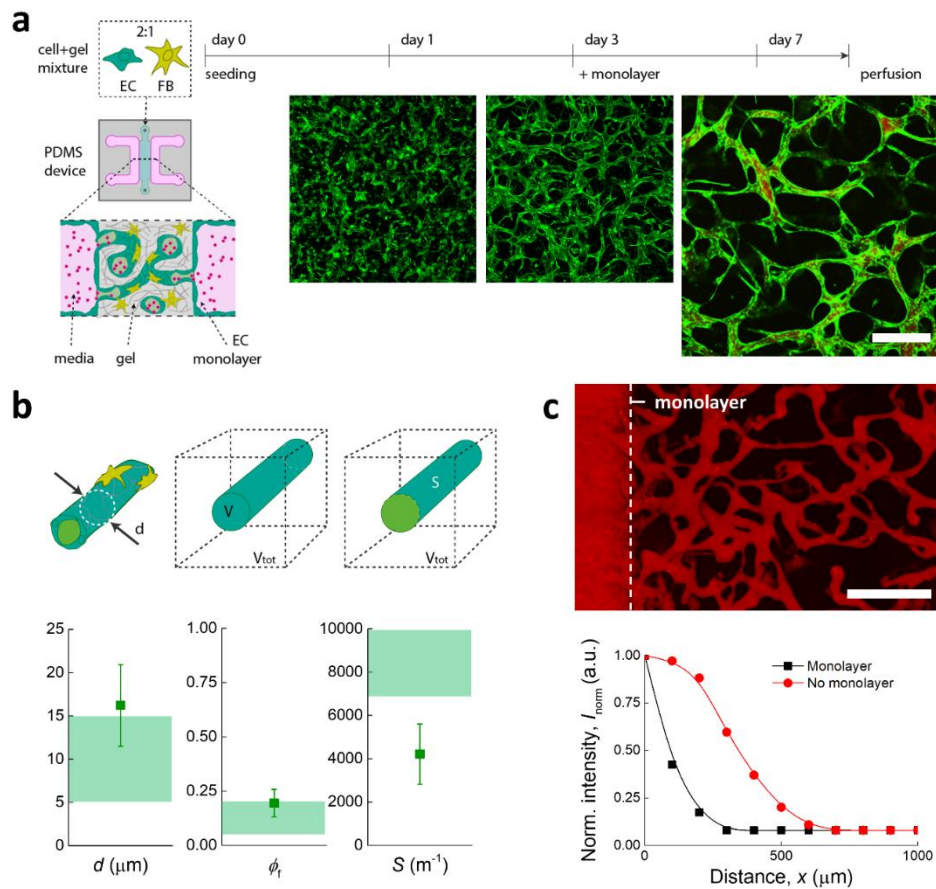 a
cell+gel
mixture
2:1
EC FB
day 0 day 1 day 3 day 7
seeding + monolayer perfusion
PDMS
device
media gel EC
monolayer
b
d
V
Vtot
S
Vtot
25
20
15
10
5
0
d (μm)
1.00
0.75
0.50
0.25
0.00
ϕf
10000
8000
6000
4000
2000
0
S (m-1)
c
monolayer
Norm. intensity, Inorm (a.u.)
1.00
0.75
0.50
0.25
0.00
Monolayer
No monolayer
0 500 1000
Distance, x (μm)